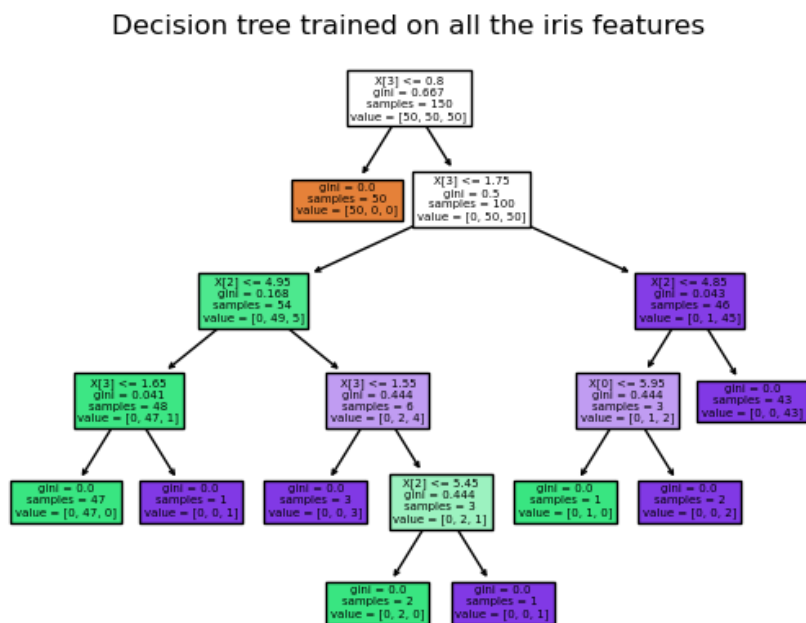 Decision tree trained on all the iris features
X[3] <= 0.8
gini = 0.667
samples = 150
value = [50, 50, 50]
gini = 0.0
samples = 50
value = [50, 0, 0]
X[3] <= 1.75
gini = 0.5
samples = 100
value = [0, 50, 50]
X[2] <= 4.95
gini = 0.168
samples = 54
value = [0, 49, 5]
X[2] <= 4.85
gini = 0.043
samples = 46
value = [0, 1, 45]
X[3] <= 1.65
gini = 0.041
samples = 48
value = [0, 47, 1]
X[3] <= 1.55
gini = 0.444
samples = 6
value = [0, 2, 4]
X[0] <= 5.95
gini = 0.444
samples = 3
value = [0, 1, 2]
gini = 0.0
samples = 43
value = [0, 0, 43]
gini = 0.0
samples = 47
value = [0, 47, 0]
gini = 0.0
samples = 1
value = [0, 0, 1]
gini = 0.0
samples = 3
value = [0, 0, 3]
X[2] <= 5.45
gini = 0.444
samples = 3
value = [0, 2, 1]
gini = 0.0
samples = 1
value = [0, 1, 0]
gini = 0.0
samples = 2
value = [0, 0, 2]
gini = 0.0
samples = 2
value = [0, 2, 0]
gini = 0.0
samples = 1
value = [0, 0, 1]